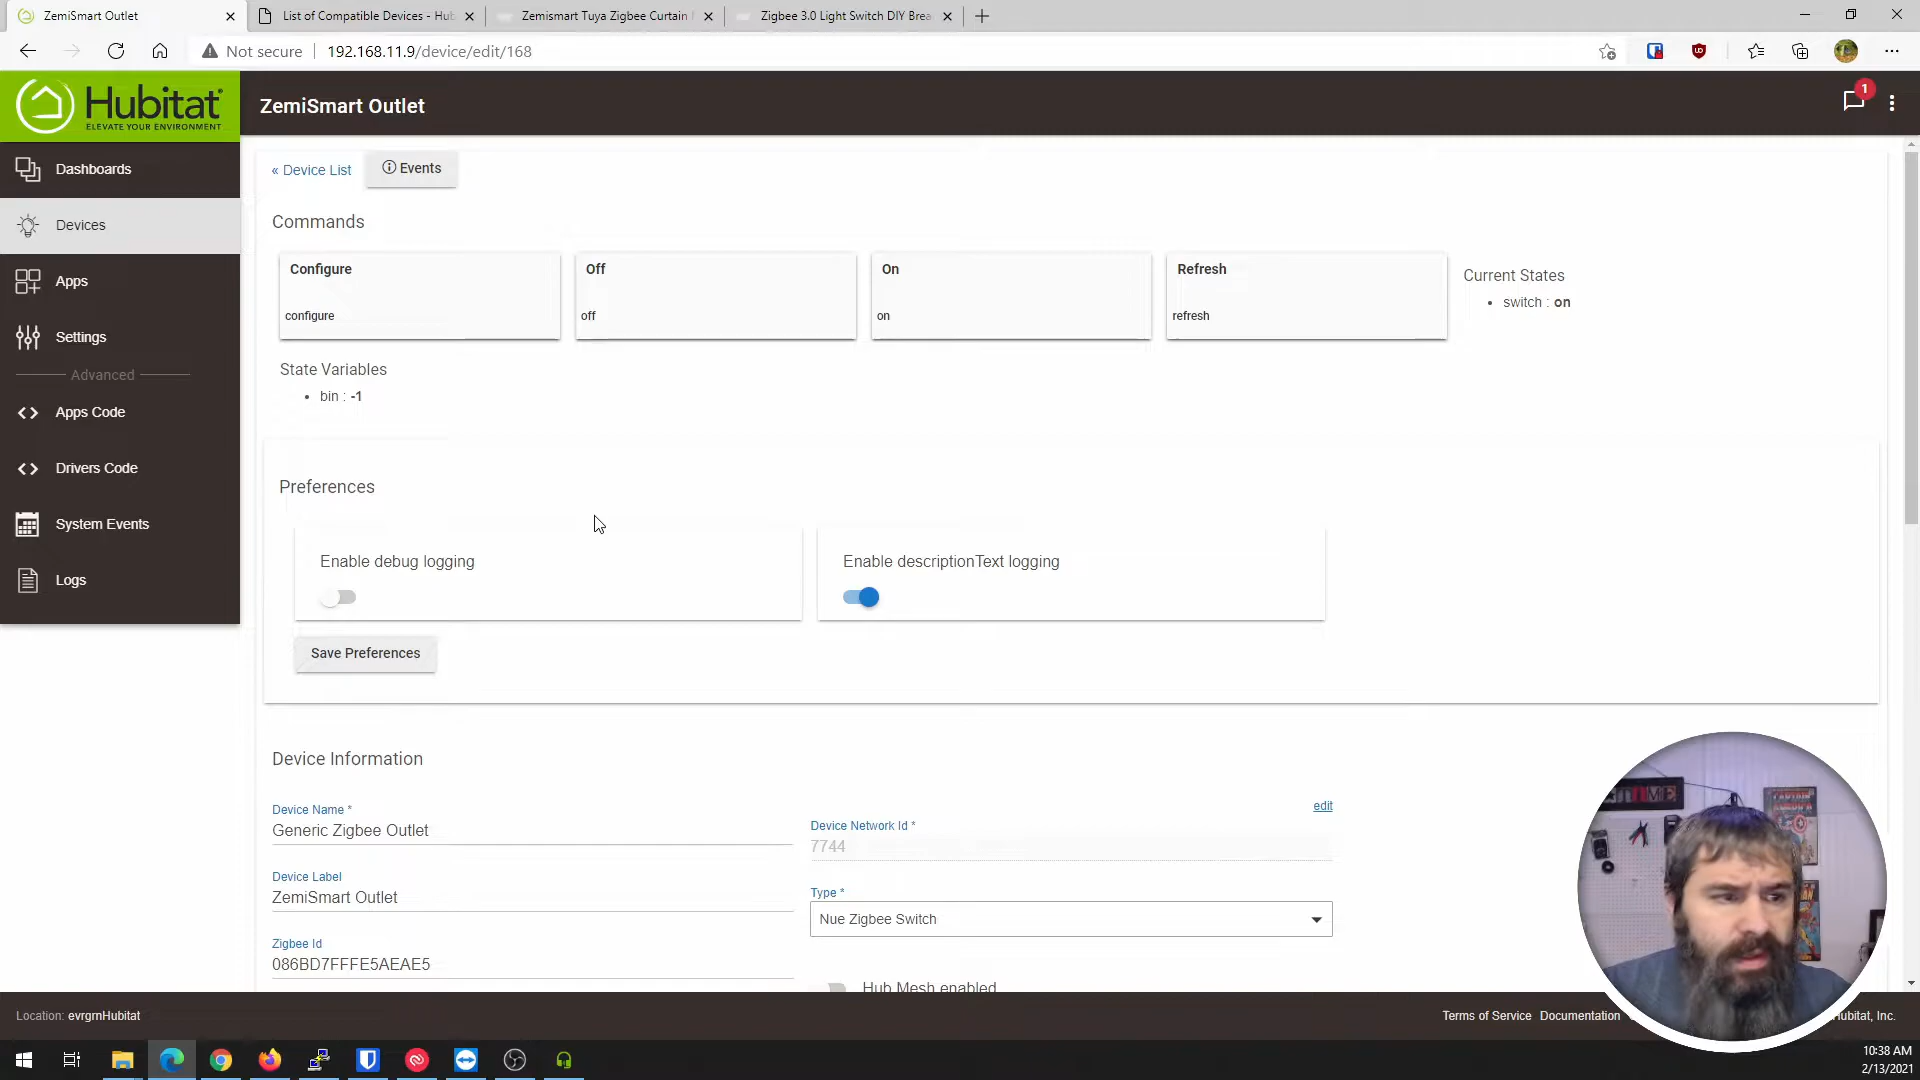 ZemiSmart Outlet
List of Compatible Devices - Hub
Zemismart Tuya Zigbee Curtain
Zigbee 3.0 Light Switch DIY Brea
Not secure
192.168.11.9/device/edit/168
Hubitat
ELEVATE YOUR ENVIRONMENT
ZemiSmart Outlet
1
Dashboards
Devices
Apps
Settings
Advanced
Apps Code
Drivers Code
System Events
Logs
« Device List
Events
Commands
Configure
configure
Off
off
On
on
Refresh
refresh
Current States
switch : on
State Variables
bin : -1
Preferences
Enable debug logging
Enable descriptionText logging
Save Preferences
Device Information
Device Name *
Generic Zigbee Outlet
Device Label
ZemiSmart Outlet
Zigbee Id
086BD7FFFE5AEAE5
edit
Device Network Id *
7744
Type *
Nue Zigbee Switch
Hub Mesh enabled
Location: evrgrnHubitat
Terms of Service
Documentation
Hubitat, Inc.
10:38 AM
2/13/2021